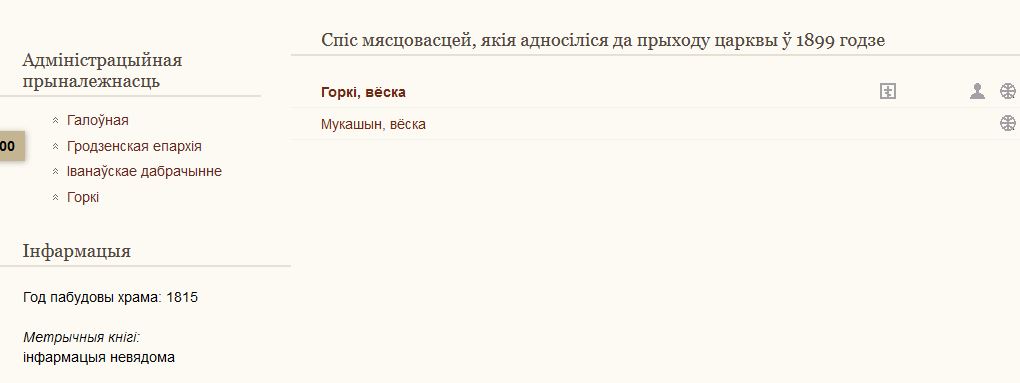 Адміністрацыйная
прыналежнасць
Галоўная
00
Гродзенская епархія
Іванаўскае дабрачынне
Горкі
Інфармацыя
Год пабудовы храма: 1815
Метрычныя кнігі:
інфармацыя невядома
Спіс мясцовасцей, якія адносіліся да прыходу царквы ў 1899 годзе
Горкі, вёска
Мукашын, вёска